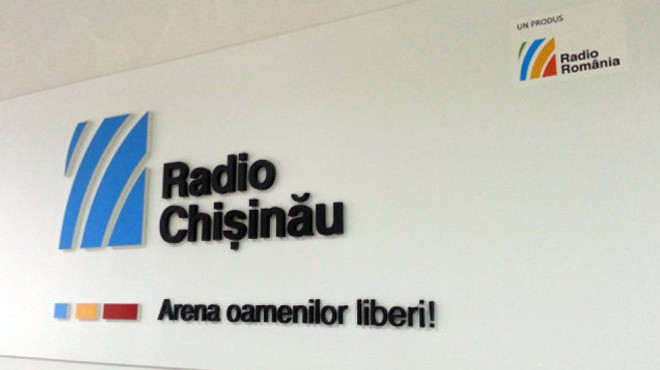 UN PRODUS
Radio
România
Radio
Chișinău
Arena oamenilor liberi!